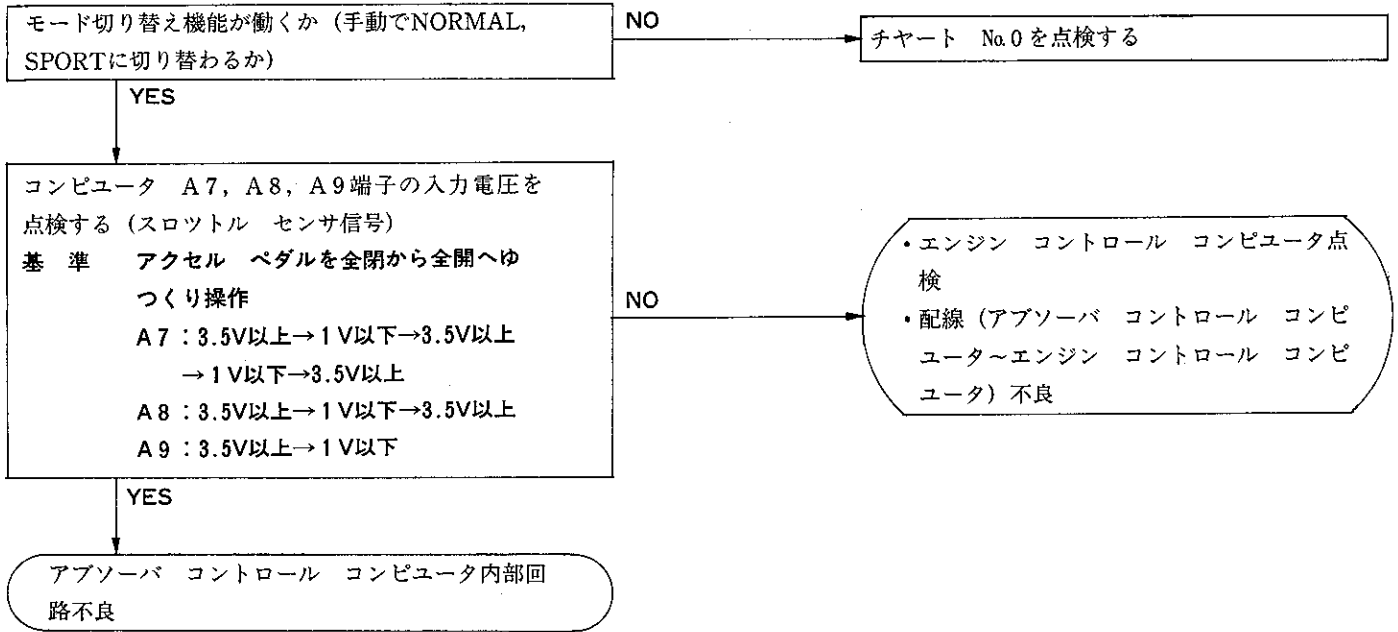 モード切り替え機能が働くか（手動でNORMAL,
SPORTに切り替わるか）
NO
チヤート　No.0を点検する
YES
コンピユータ　A7，A8，A9端子の入力電圧を
点検する（スロツトル　センサ信号）
基　準　アクセル　ペダルを全閉から全開へゆ
つくり操作
A7：3.5V以上→1V以下→3.5V以上
→1V以下→3.5V以上
A8：3.5V以上→1V以下→3.5V以上
A9：3.5V以上→1V以下
NO
・エンジン　コントロール　コンピユータ点
検
・配線（アブソーバ　コントロール　コンピ
ユータ～エンジン　コントロール　コンピ
ユータ）不良
YES
アブソーバ　コントロール　コンピユータ内部回
路不良